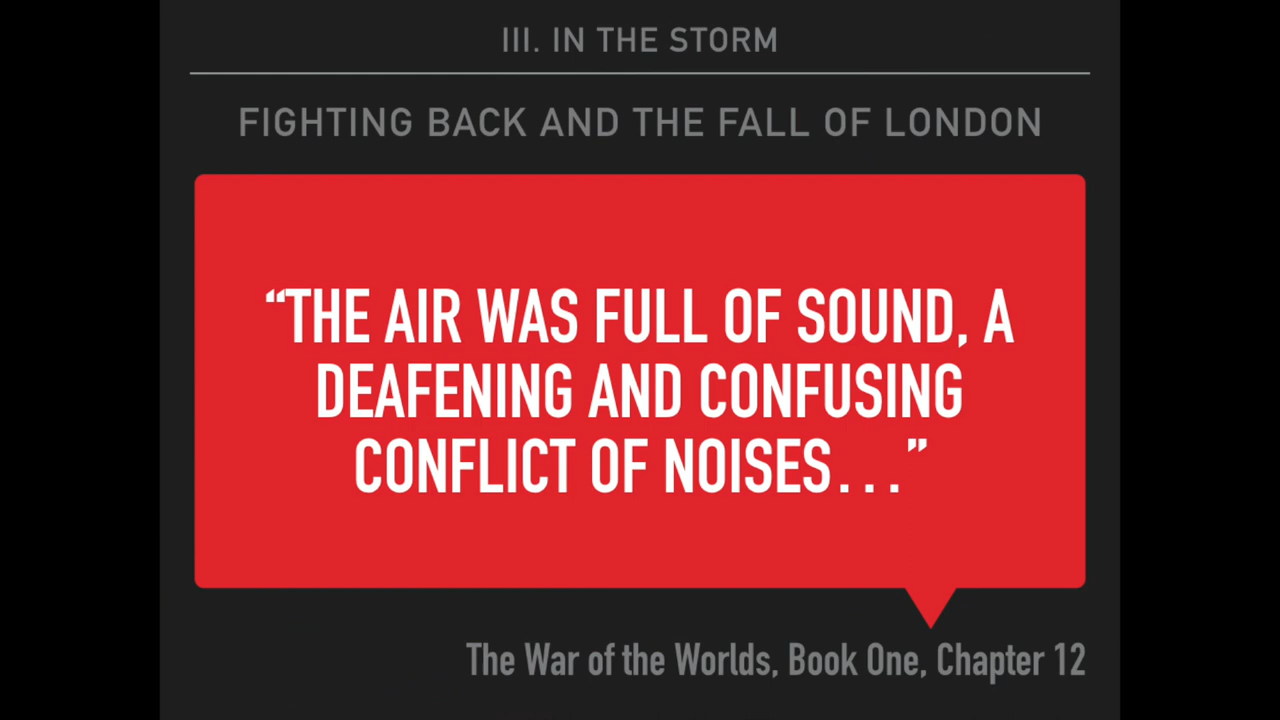 III. IN THE STORM
FIGHTING BACK AND THE FALL OF LONDON
“THE AIR WAS FULL OF SOUND, A
DEAFENING AND CONFUSING
CONFLICT OF NOISES...”
The War of the Worlds, Book One, Chapter 12